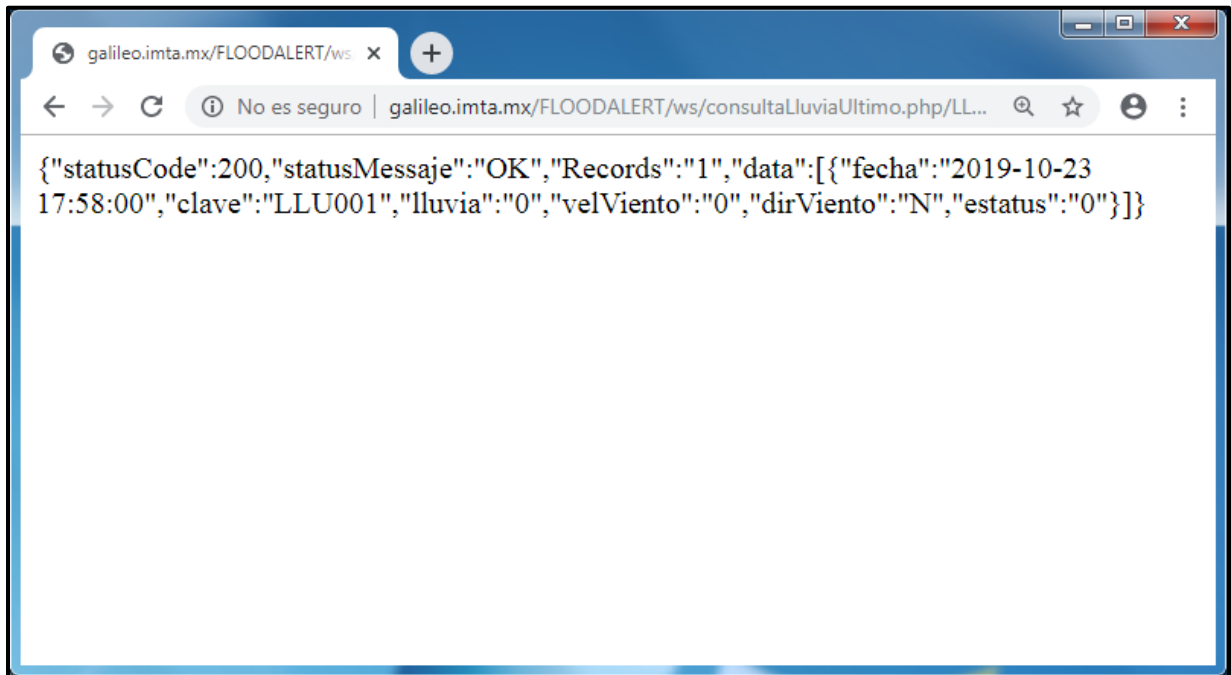 galileo.imta.mx/FLOODALERT/ws
No es seguro | galileo.imta.mx/FLOODALERT/ws/consultaLluviaUltimo.php/LL...
{"statusCode":200,"statusMessaje":"OK","Records":"1","data":[{"fecha":"2019-10-23
17:58:00","clave":"LLU001","lluvia":"0","velViento":"0","dirViento":"N","estatus":"0"}]}